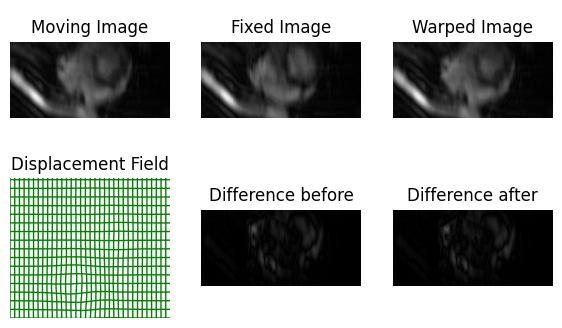 Moving Image
Fixed Image
Warped Image
Displacement Field
Difference before
Difference after